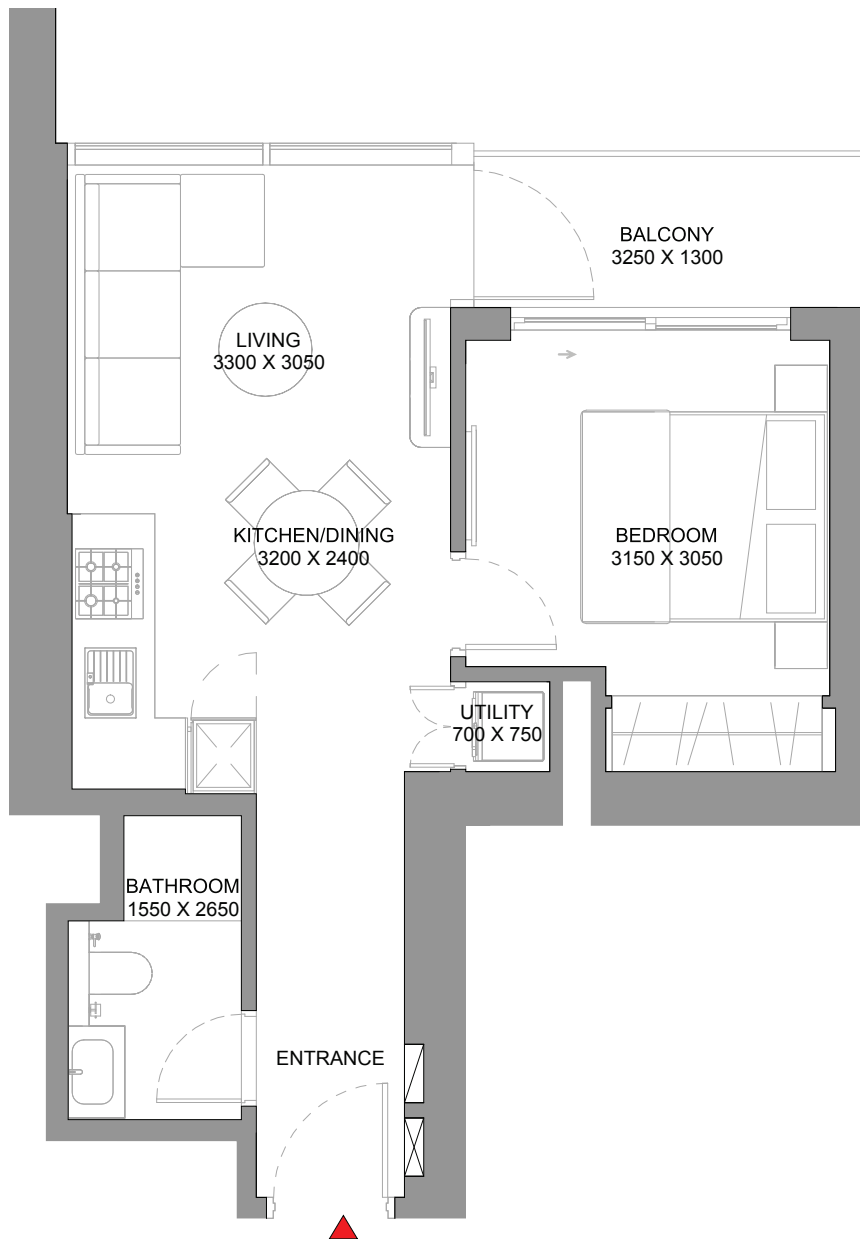 BALCONY
3250 X 1300
LIVING
3300 X 3050
KITCHEN/DINING
3200 X 2400
BEDROOM
3150 X 3050
UTILITY
700 X 750
BATHROOM
1550 X 2650
ENTRANCE